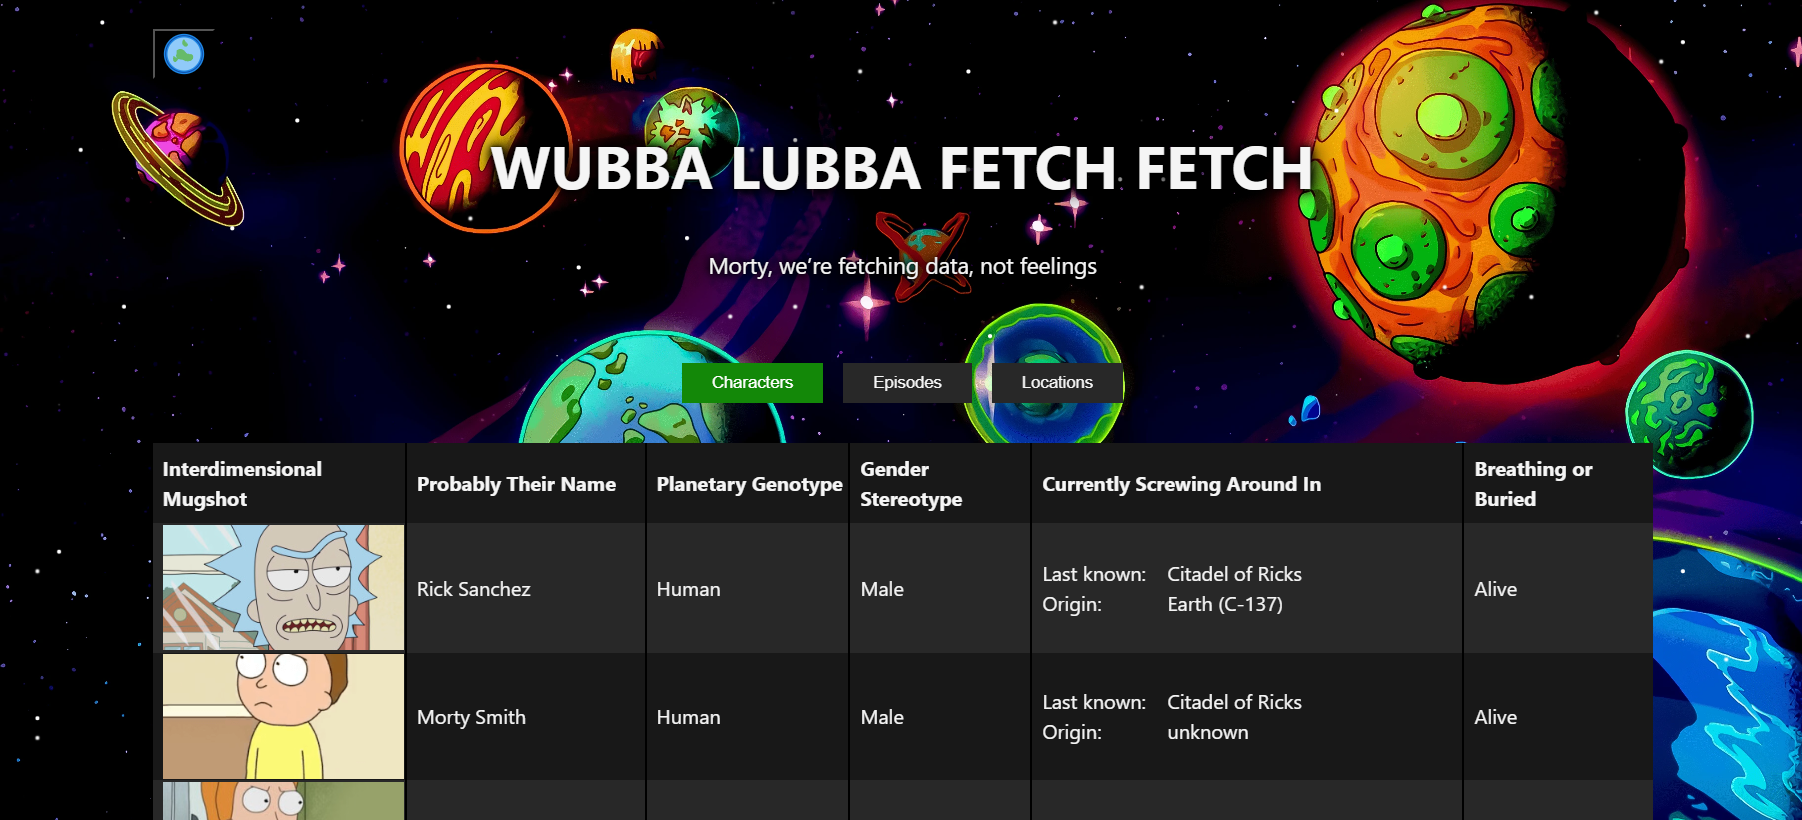 WUBBA LUBBA FETCH FETCH
Morty, we’re fetching data, not feelings
Characters Episodes Locations
Interdimensional
Mugshot
Probably Their Name
Planetary Genotype
Gender
Stereotype
Currently Screwing Around In
Breathing or
Buried
Rick Sanchez
Human
Male
Last known: Citadel of Ricks
Origin: Earth (C-137)
Alive
Morty Smith
Human
Male
Last known: Citadel of Ricks
Origin: unknown
Alive